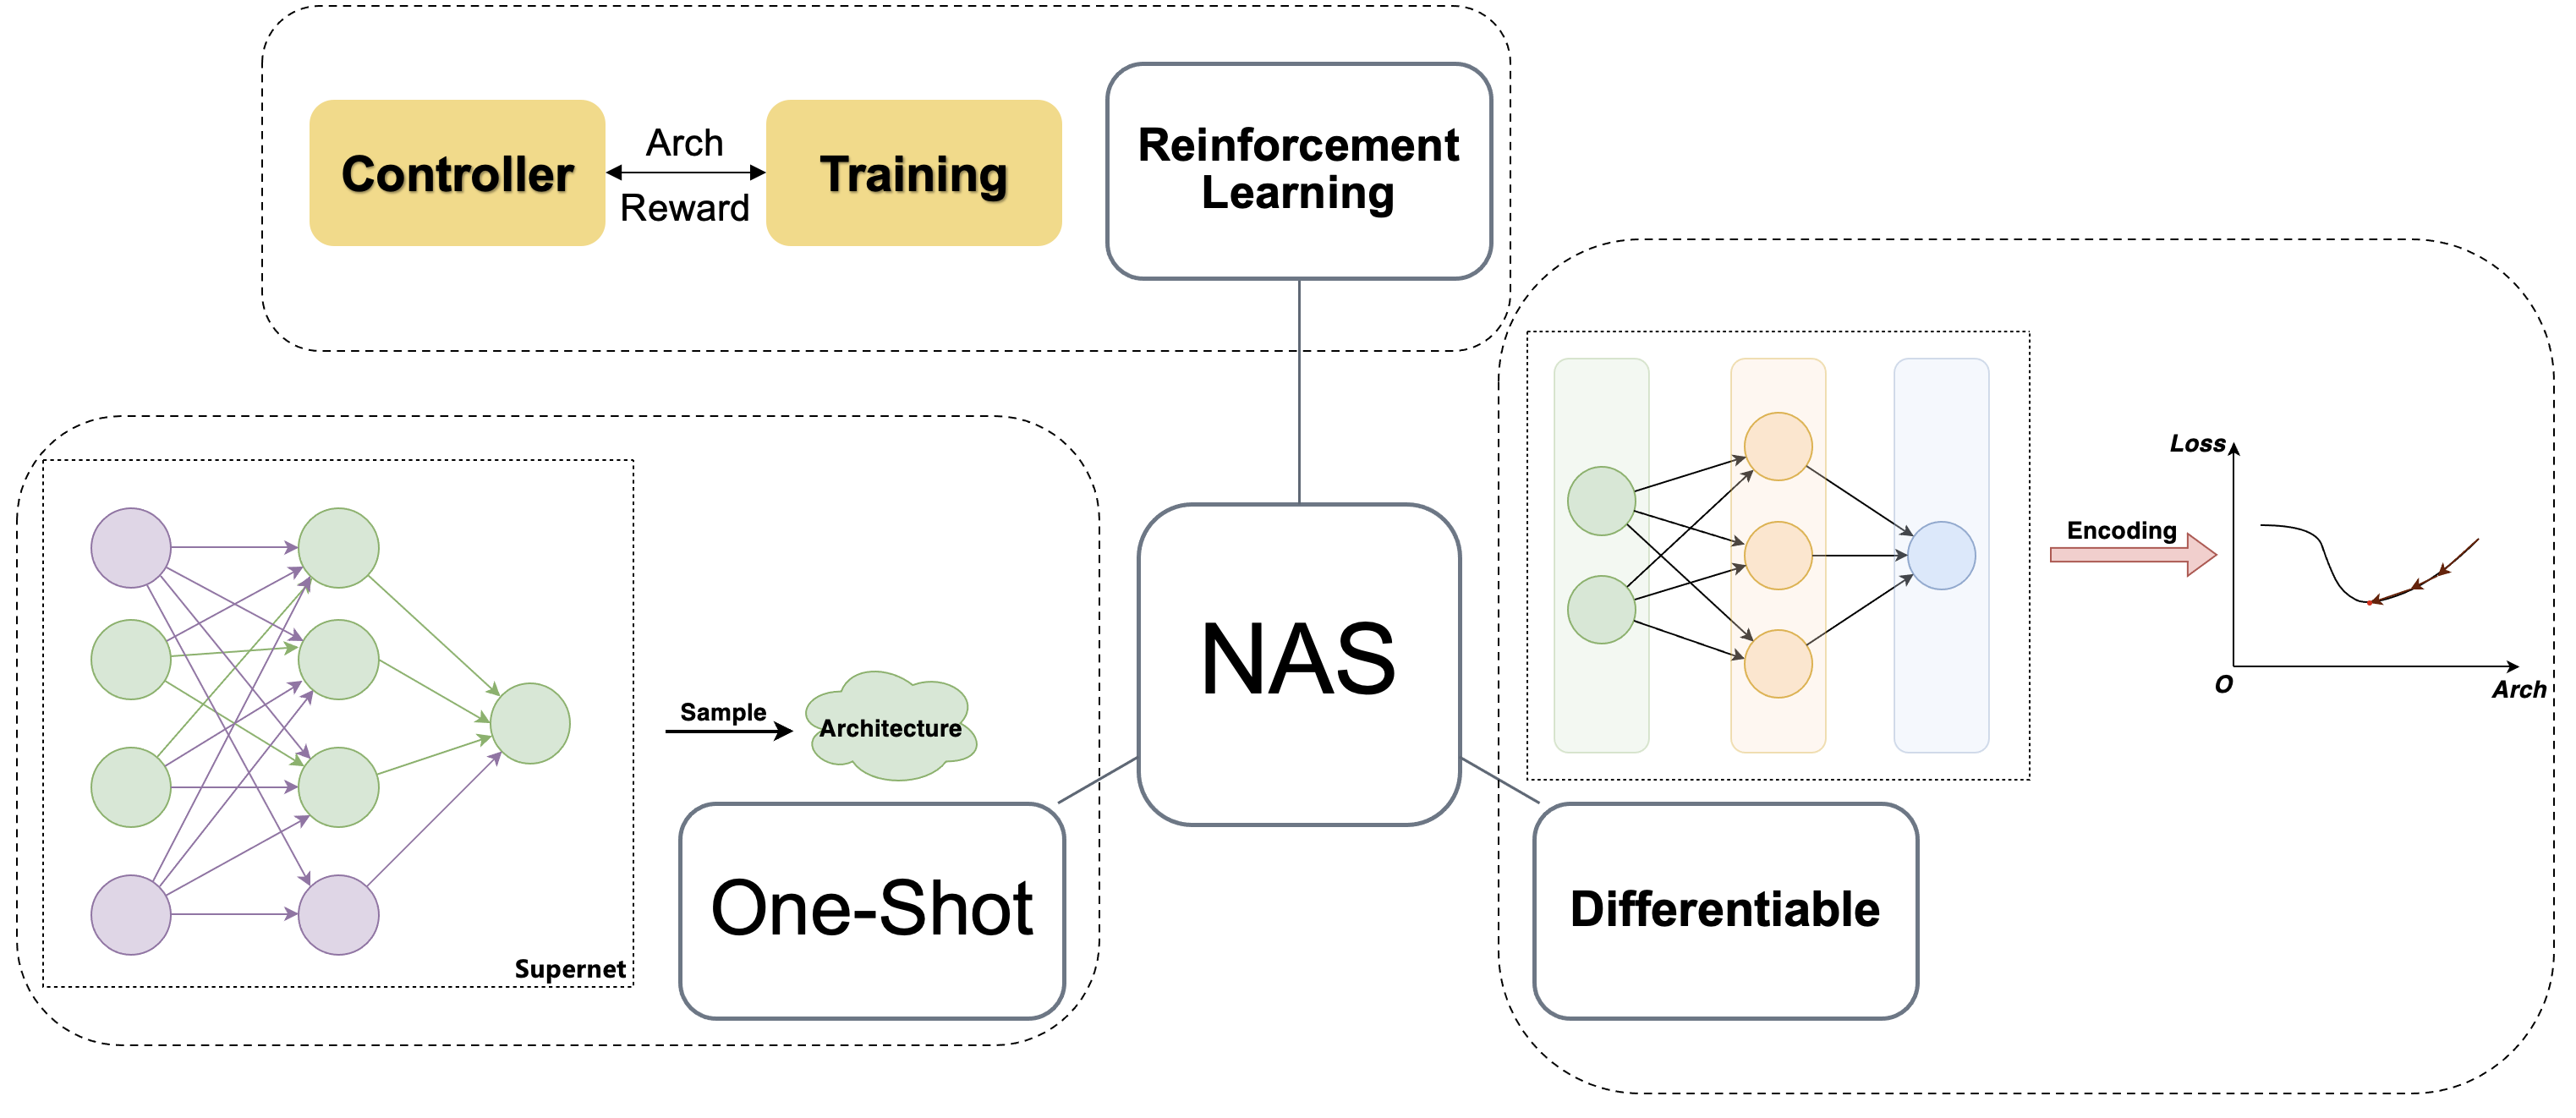 Controller
Arch
Reward
Training
Reinforcement
Learning
Supernet
Sample
Architecture
One-Shot
NAS
Encoding
Loss
O
Arch
Differentiable